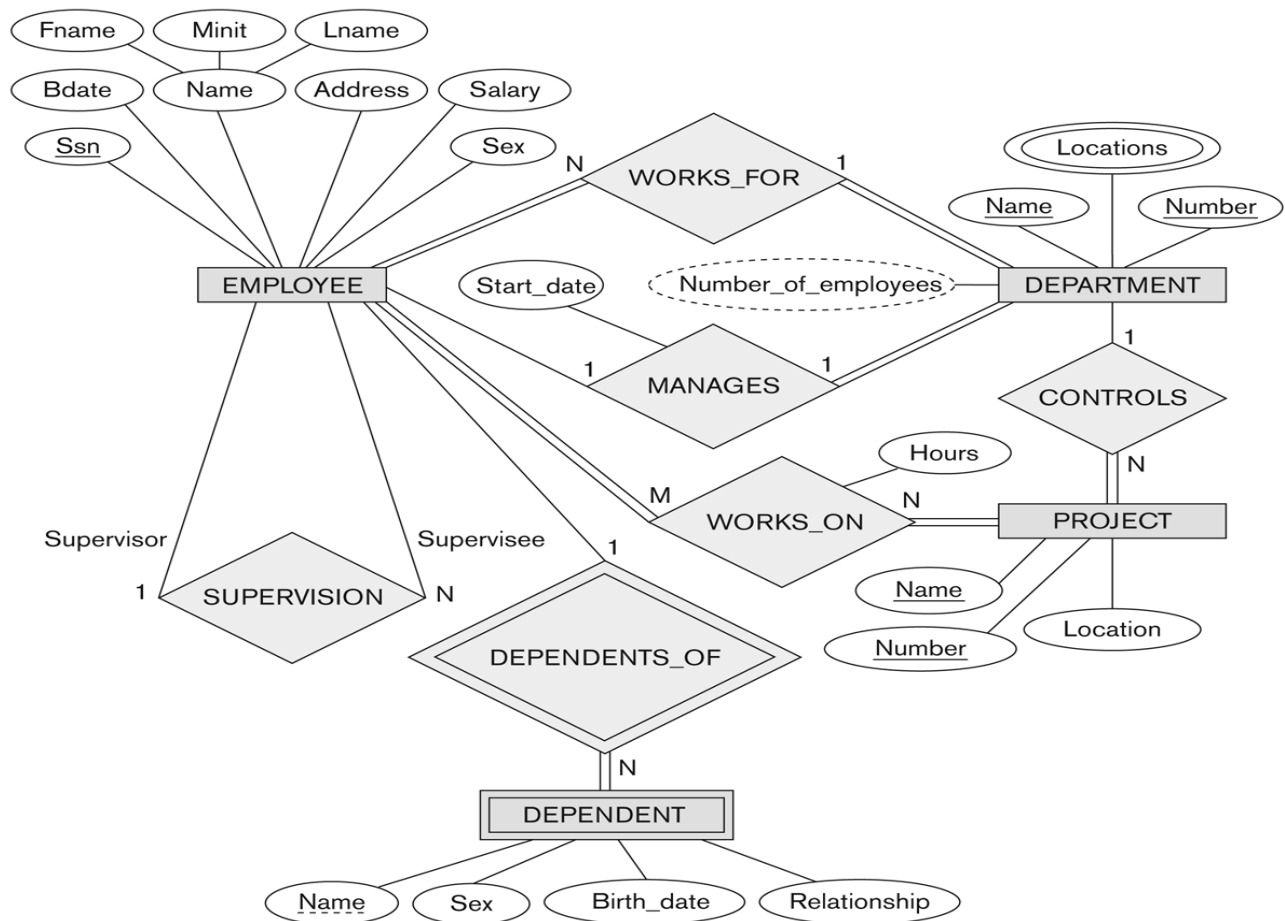 Fname
Minit
Lname
Bdate
Name
Address
Salary
Ssn
Sex
N
WORKS_FOR
1
Locations
Name
Number
EMPLOYEE
Start_date
Number_of_employees
DEPARTMENT
1
MANAGES
1
1
CONTROLS
N
Hours
M
WORKS_ON
N
PROJECT
Supervisor
Supervisee
1
SUPERVISION
N
1
Name
Number
Location
DEPENDENTS_OF
N
DEPENDENT
Name
Sex
Birth_date
Relationship